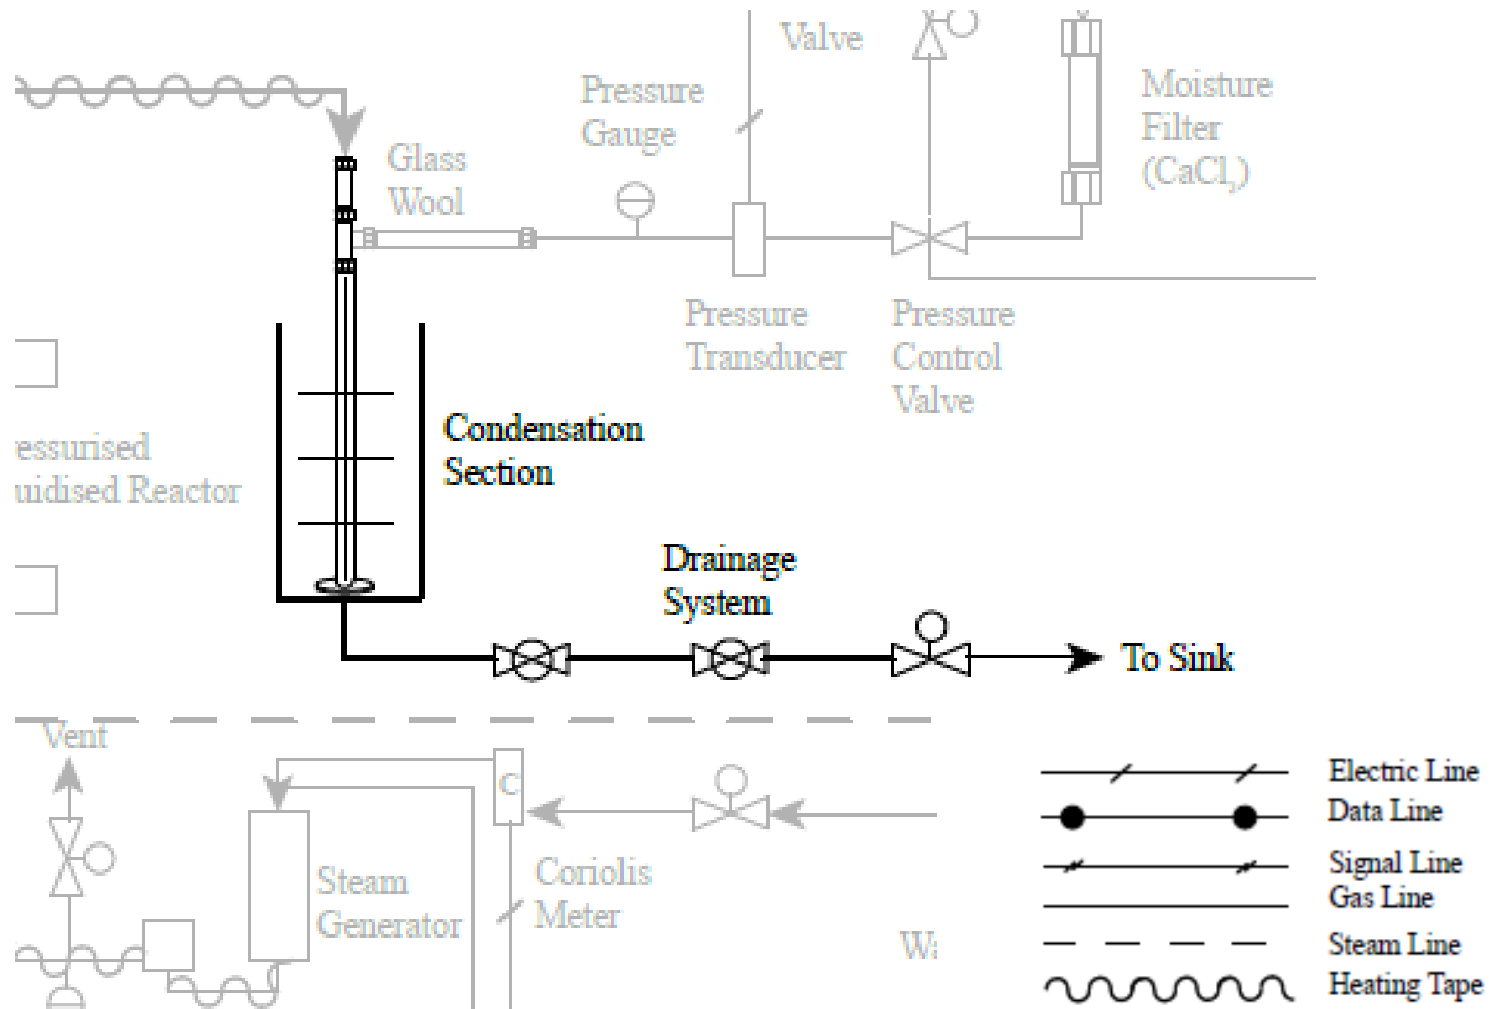 Valve
Pressure
Gauge
Moisture
Filter
(CaCl₂)
Glass
Wool
Pressure
Transducer
Pressure
Control
Valve
Condensation
Section
essurised
uidised Reactor
Drainage
System
To Sink
Vent
C
Steam
Generator
Coriolis
Meter
Electric Line
Data Line
Signal Line
Gas Line
Steam Line
Heating Tape